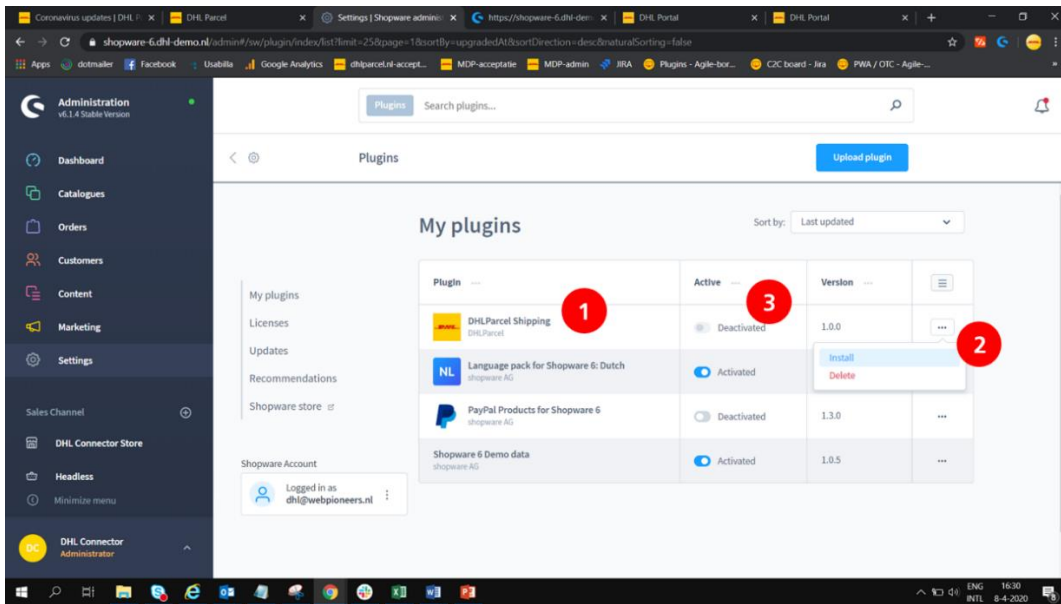 Coronavirus updates | DHL P
DHL Parcel
Settings | Shopware adminis
https://shopware-6.dhl-dem
DHL Portal
DHL Portal
shopware-6.dhl-demo.nl/admin#/sw/plugin/index/list?limit=25&page=1&sortBy=upgradedAt&sortDirection=desc&naturalSorting=false
Apps
dotmailer
Facebook
Usabilla
Google Analytics
dhlparcel.nl-accept...
MDP-acceptatie
MDP-admin
JIRA
Plugins - Agile-bor...
C2C board - Jira
PWA / OTC - Agile-...
Administration
v6.1.4 Stable Version
Plugins
Search plugins...
Dashboard
Catalogues
Orders
Customers
Content
Marketing
Settings
Sales Channel
DHL Connector Store
Headless
Minimize menu
DC
DHL Connector
Administrator
Plugins
Upload plugin
My plugins
Sort by:
Last updated
My plugins
Licenses
Updates
Recommendations
Shopware store
Shopware Account
Logged in as
dhl@webpioneers.nl
Plugin
Active
Version
1
3
2
DHLParcel Shipping
DHLParcel
Deactivated
1.0.0
Install
Delete
NL
Language pack for Shopware 6: Dutch
shopware AG
Activated
PayPal Products for Shopware 6
shopware AG
Deactivated
1.3.0
Shopware 6 Demo data
shopware AG
Activated
1.0.5
ENG
INTL
16:30
8-4-2020